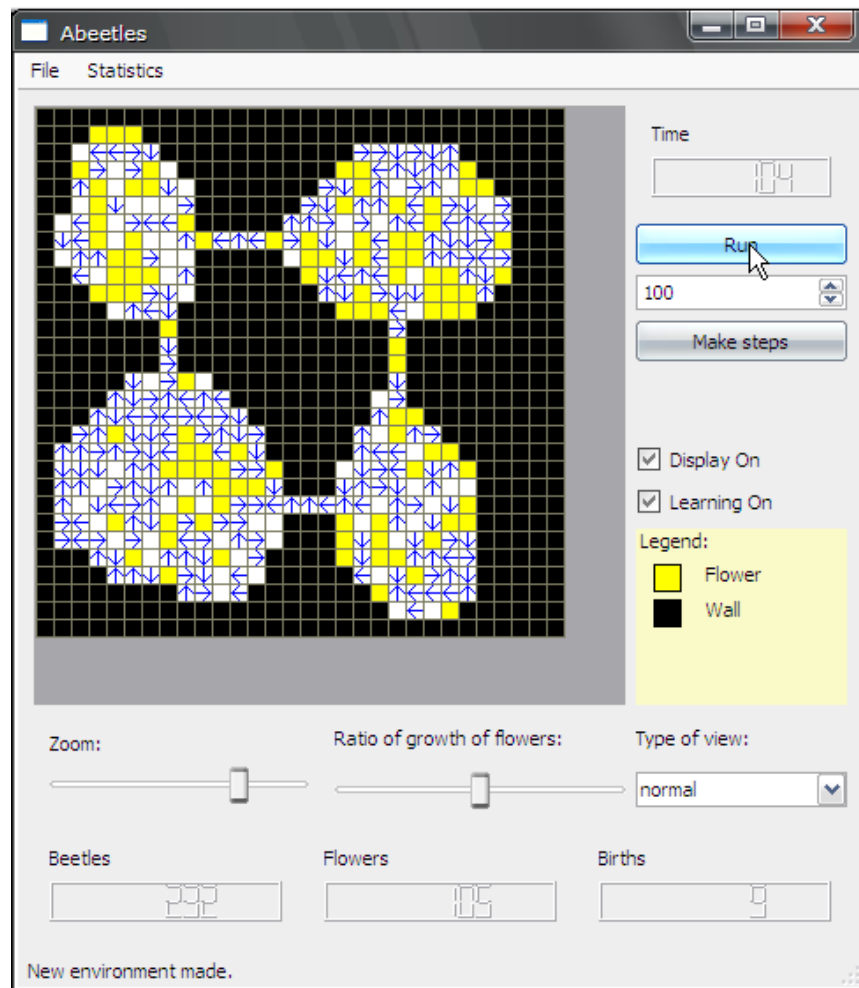 Abeetles
File Statistics
Time
104
Run
100
Make steps
Display On
Learning On
Legend:
Flower
Wall
Zoom:
Ratio of growth of flowers:
Type of view:
normal
Beetles
Flowers
Births
232
105
9
New environment made.